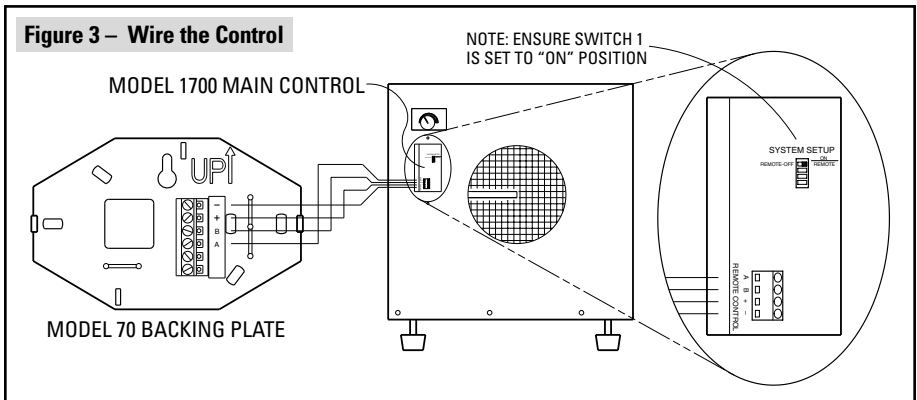 Figure 3 – Wire the Control
NOTE: ENSURE SWITCH 1
IS SET TO “ON” POSITION
MODEL 1700 MAIN CONTROL
UP!
–
+
B
A
MODEL 70 BACKING PLATE
SYSTEM SETUP
REMOTE-OFF
ON
REMOTE
REMOTE CONTROL
A
B
+
–